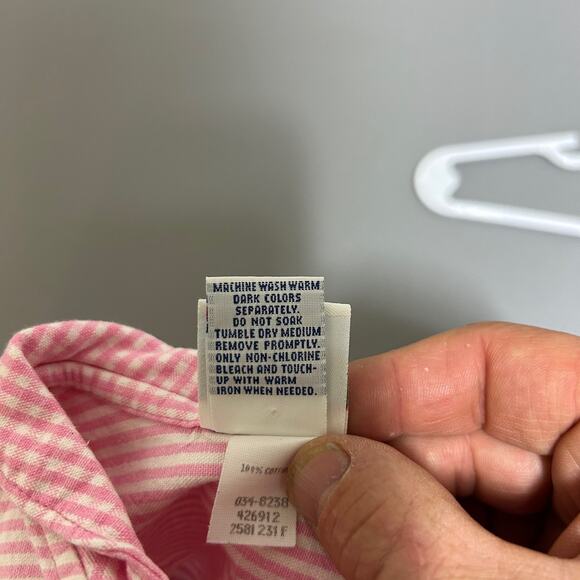 MACHINE WASH WARM
DARK COLORS
SEPARATELY.
DO NOT SOAK
TUMBLE DRY MEDIUM
REMOVE PROMPTLY.
ONLY NON-CHLORINE
BLEACH AND TOUCH-
UP WITH WARM
IRON WHEN NEEDED.
100% COTTON
034-8238
426912
2581 231 F